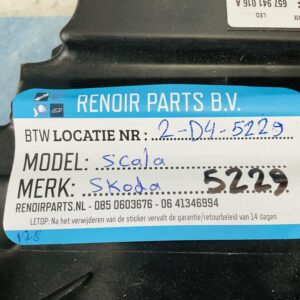 LED
657 941 016 A
RENOIR PARTS B.V.
BTW LOCATIE NR : 2-D4-5229
MODEL: Scala
MERK: Skoda 5229
RENOIRPARTS.NL - 085 0603676 - 06 41346994
LETOP: Na het verwijderen van de sticker vervalt de garantie/retourbeleid van 14 dagen
125